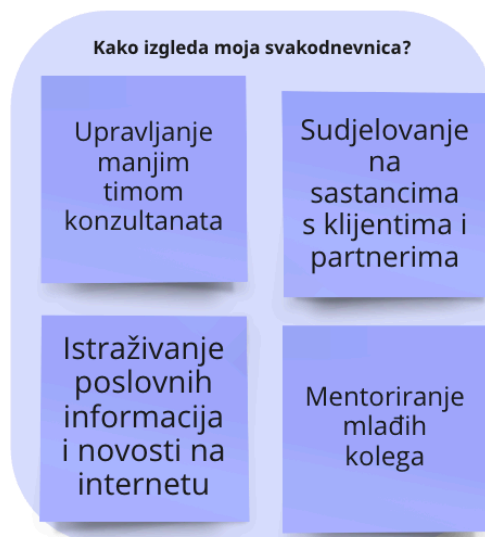 Kako izgleda moja svakodnevnica?
Upravljanje
manjim
timom
konzultanata
Sudjelovanje
na
sastancima
s klijentima i
partnerima
Istraživanje
poslovnih
informacija
i novosti na
internetu
Mentoriranje
mlađih
kolega